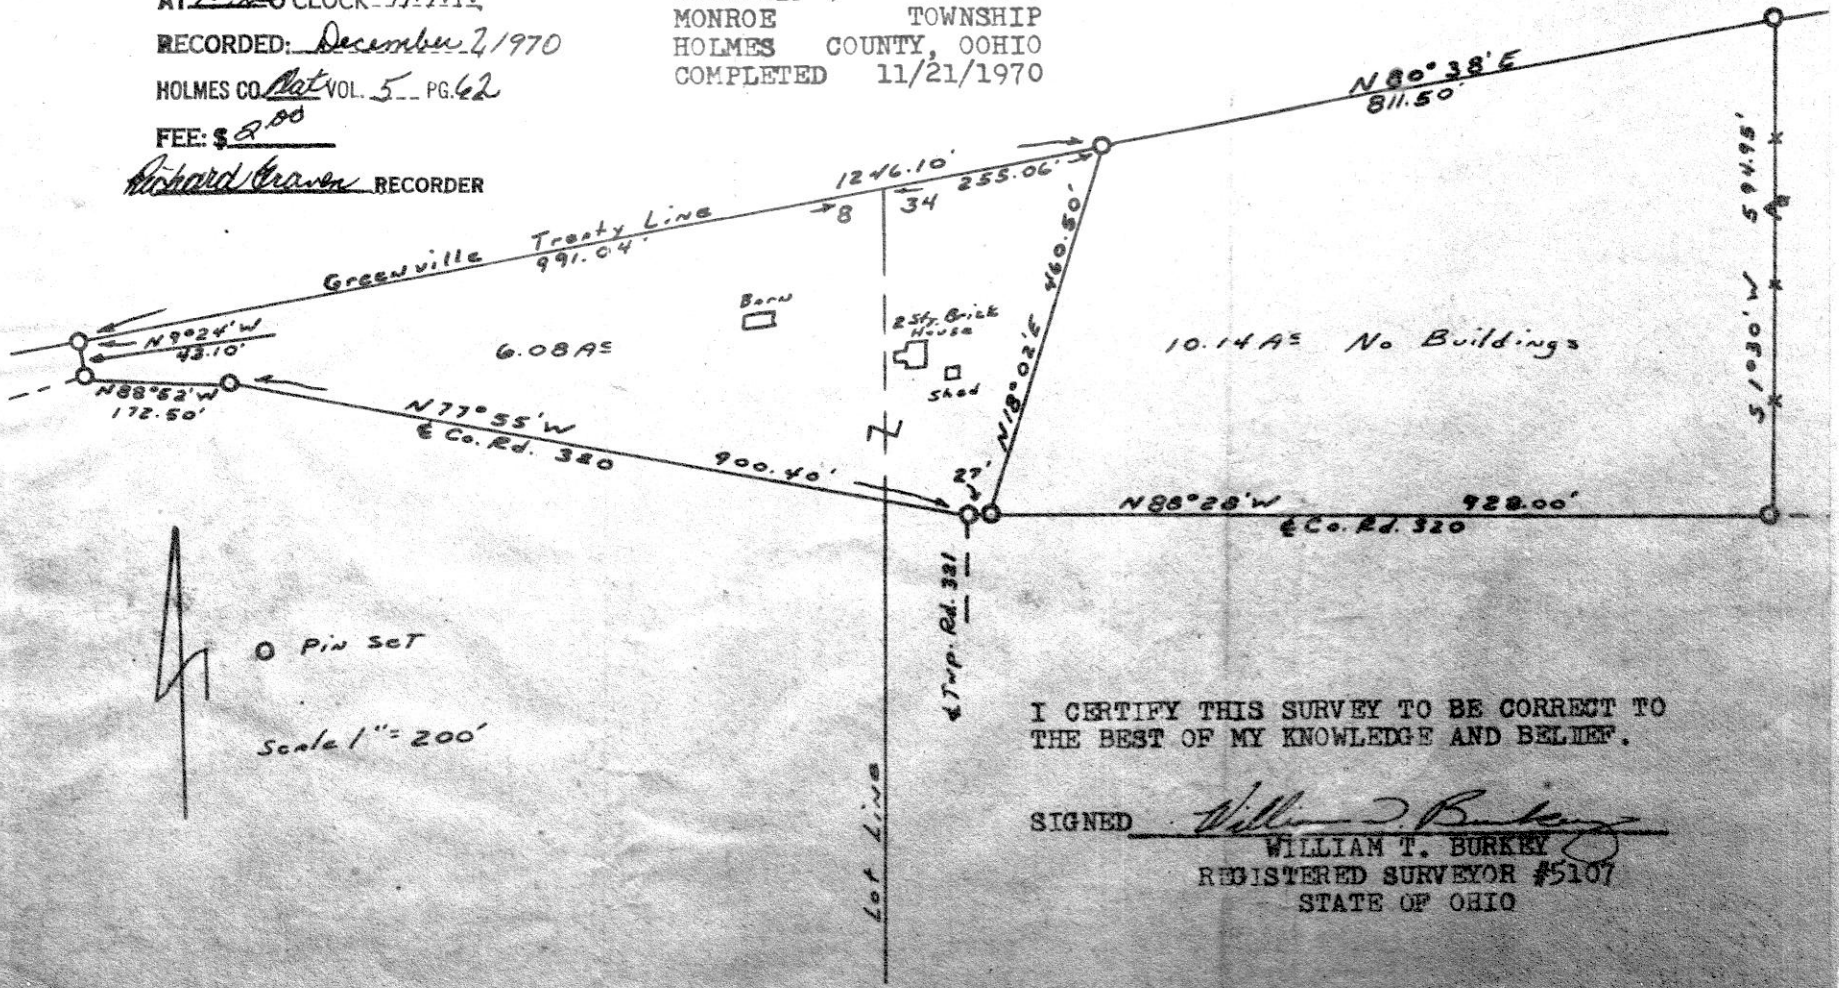 O'CLOCK
RECORDED: December 2 1970
HOLMES CO. Plat VOL. 5 PG. 62
FEE: $ 2.00
Richard Graven RECORDER
MONROE TOWNSHIP
HOLMES COUNTY, OOHIO
COMPLETED 11/21/1970
N 80° 38' E
811.50'
1246.10'
255.06'
8 34
Greenville Treaty Line
991.04'
N 9° 24' W
43.10'
N 88° 52' W
172.50'
6.08 As
Barn
2 Sty. Brick
House
Shed
N 18° 02' E 460.50'
10.14 As No Buildings
S 1° 30' W 594.95'
N 77° 55' W
℄ Co. Rd. 320
900.40'
27'
N 88° 28' W 928.00'
℄ Co. Rd. 320
℄ Twp. Rd. 321
Lot Line
Pin Set
Scale 1" = 200'
I CERTIFY THIS SURVEY TO BE CORRECT TO
THE BEST OF MY KNOWLEDGE AND BELIEF.
SIGNED William T. Burkey
WILLIAM T. BURKEY
REGISTERED SURVEYOR #5107
STATE OF OHIO